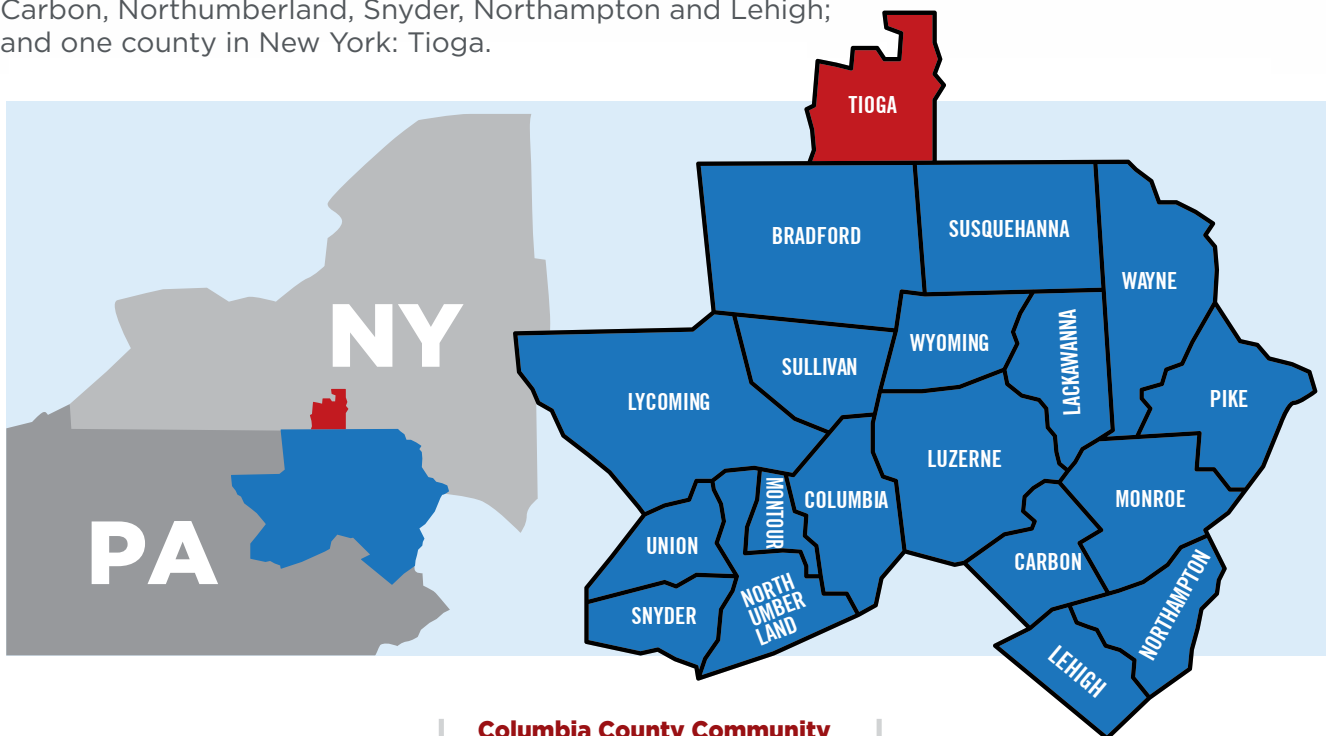 Carbon, Northumberland, Snyder, Northampton and Lehigh;
and one county in New York: Tioga.
TIOGA
NY
PA
BRADFORD
SUSQUEHANNA
WAYNE
WYOMING
LACKAWANNA
SULLIVAN
LYCOMING
PIKE
LUZERNE
MONTOUR
COLUMBIA
MONROE
UNION
CARBON
NORTHAMPTON
SNYDER
NORTH
UMBER
LAND
LEHIGH
Columbia County Community